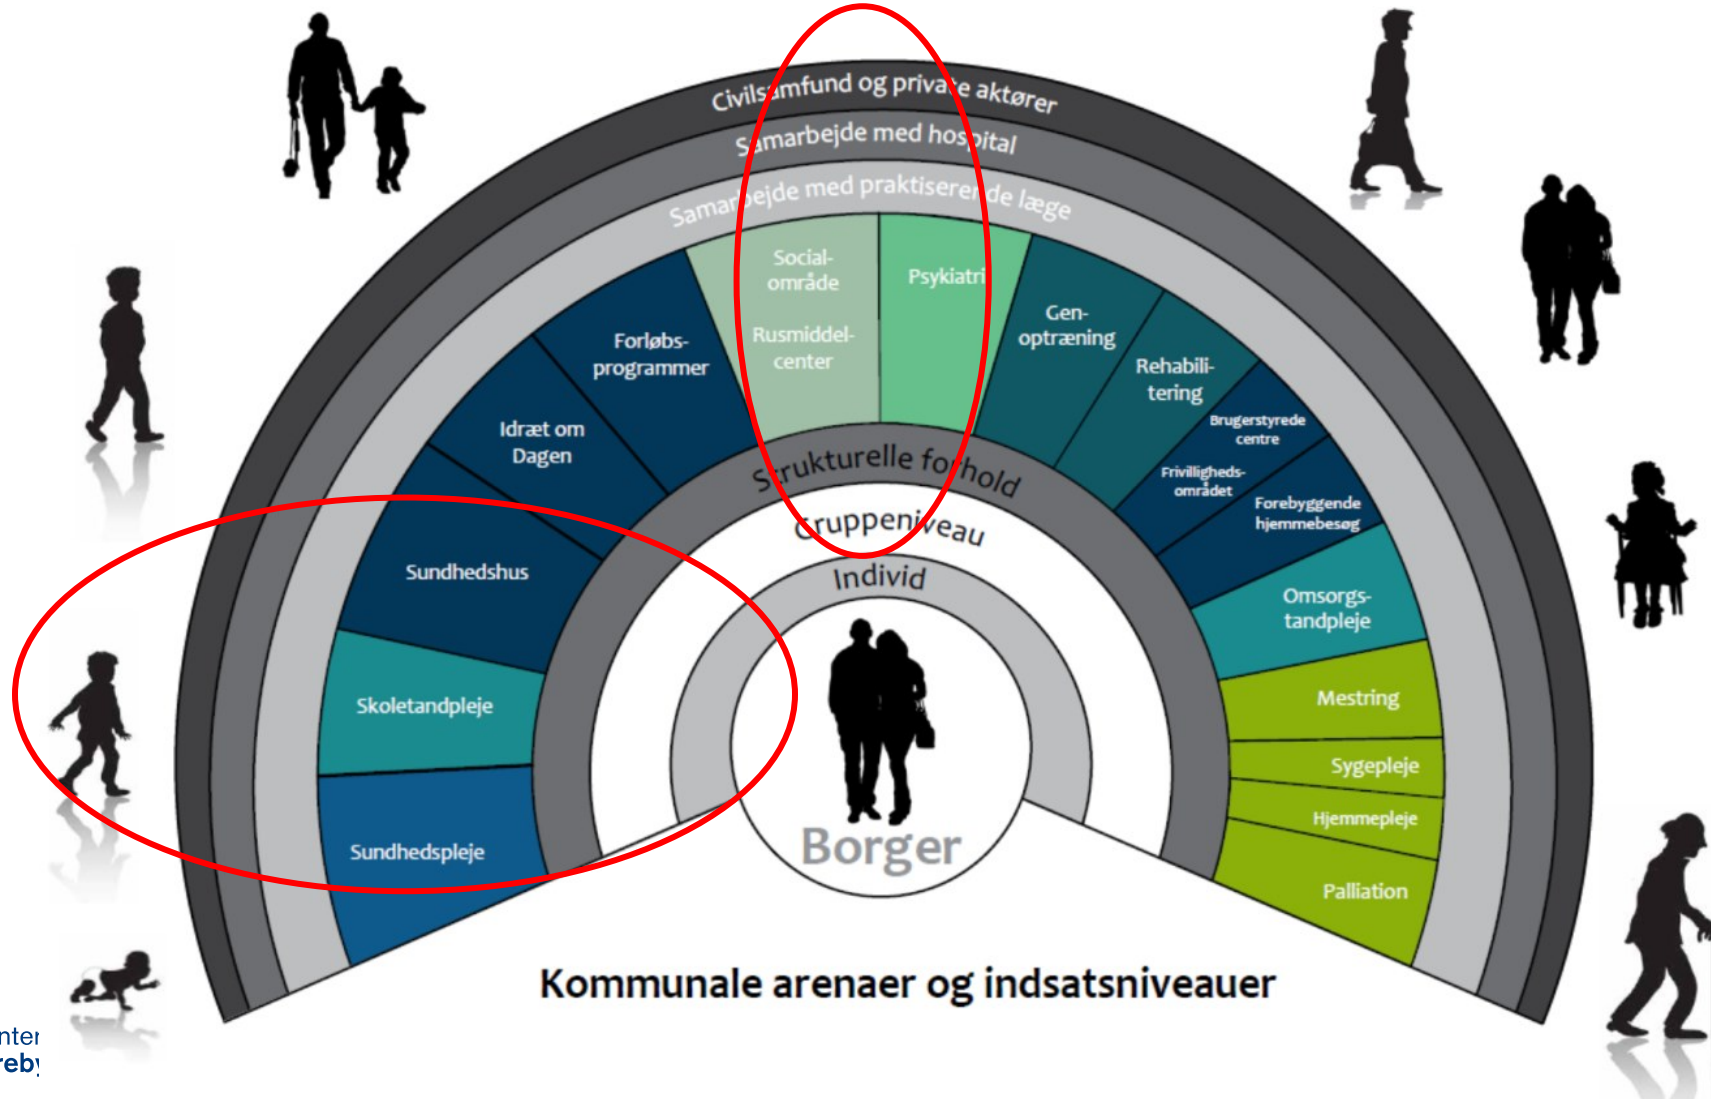 Civilsamfund og private aktører
Samarbejde med hospital
Samarbejde med praktiserende læge
Social-
område
Rusmiddel-
center
Psykiatri
Forløbs-
programmer
Idræt om
Dagen
Sundhedshus
Skoletandpleje
Sundhedspleje
Gen-
optræning
Rehabili-
tering
Brugerstyrede
centre
Frivilligheds-
området
Forebyggende
hjemmebesøg
Omsorgs-
tandpleje
Mestring
Sygepleje
Hjemmepleje
Palliation
Strukturelle forhold
Gruppeniveau
Individ
Borger
Kommunale arenaer og indsatsniveauer